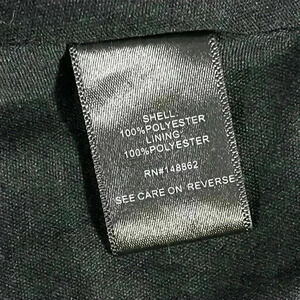 SHELL
100%POLYESTER
LINING:
100%POLYESTER
RN#148862
SEE CARE ON REVERSE